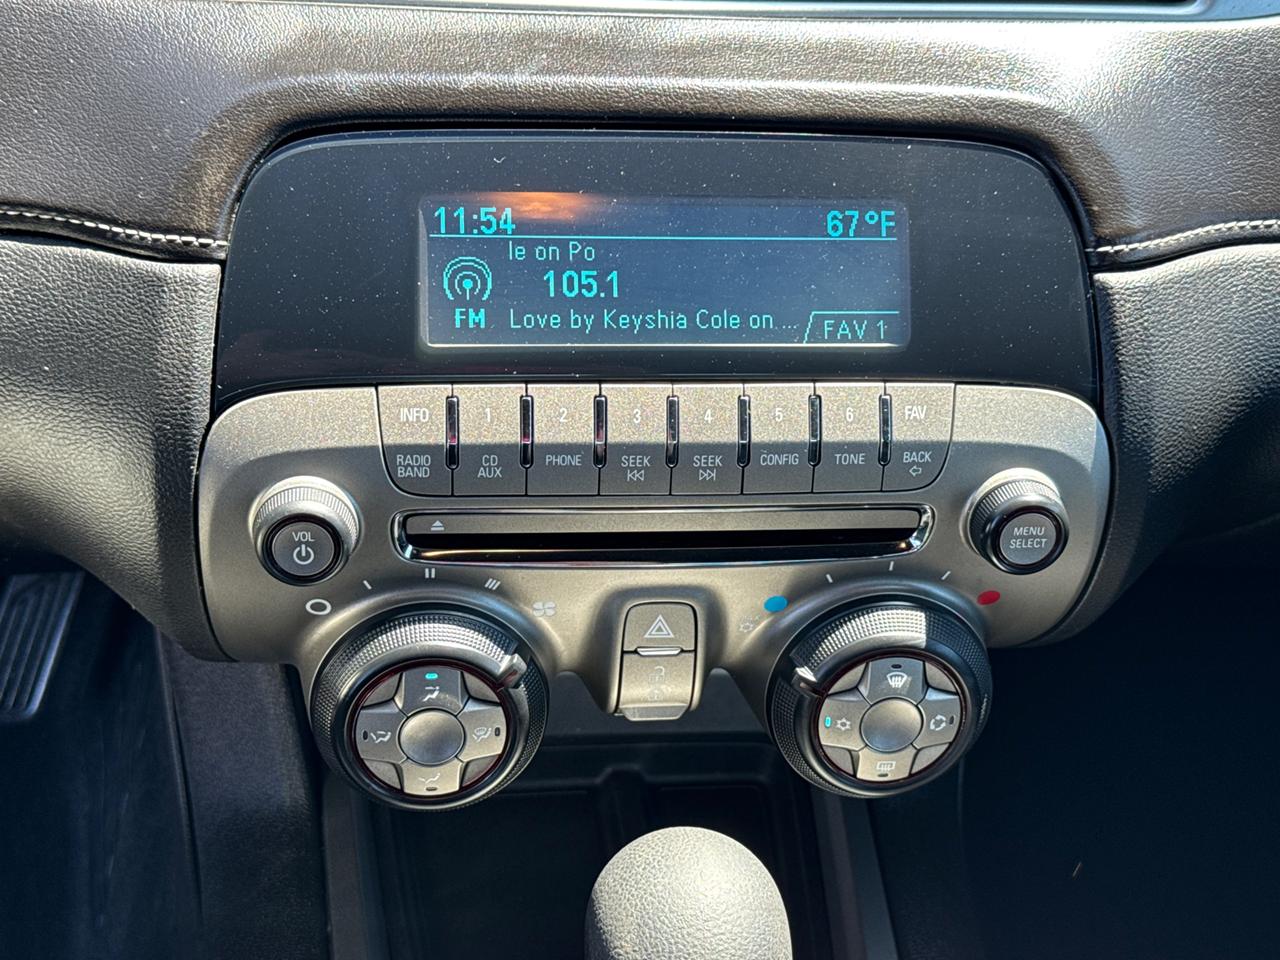 11:54 67°F
le on Po
105.1
FM Love by Keyshia Cole on ... FAV 1
INFO 1 2 3 4 5 6 FAV
RADIO BAND CD AUX PHONE SEEK SEEK CONFIG TONE BACK
VOL
MENU
SELECT